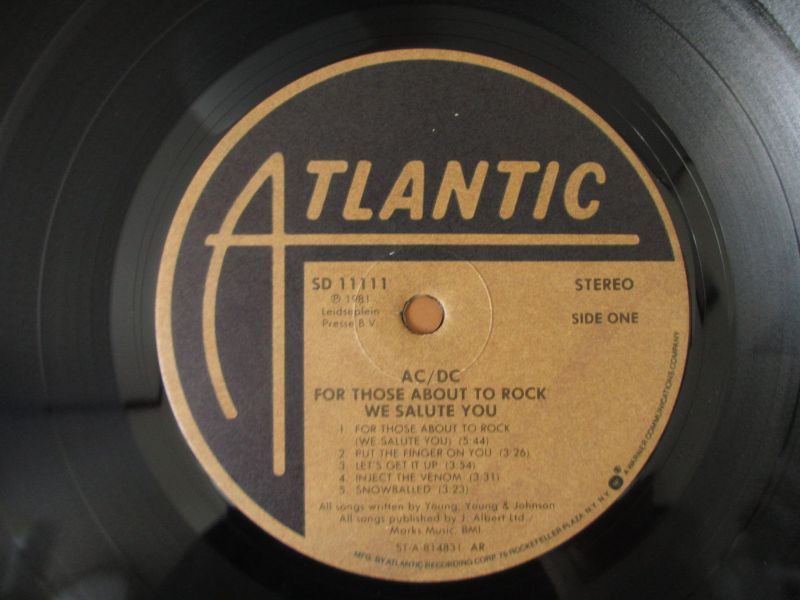 ATLANTIC
SD 11111
STEREO
℗ 1981
Leidseplein
Presse B.V.
SIDE ONE
AC/DC
FOR THOSE ABOUT TO ROCK
WE SALUTE YOU
1. FOR THOSE ABOUT TO ROCK
(WE SALUTE YOU) (5:44)
2. PUT THE FINGER ON YOU (3:26)
3. LET'S GET IT UP (3:54)
4. INJECT THE VENOM (3:31)
5. SNOWBALLED (3:23)
All songs written by Young, Young & Johnson
All songs published by J. Albert Ltd./
Marks Music, BMI.
ST-A-814831 AR
MFG. BY ATLANTIC RECORDING CORP. 75 ROCKEFELLER PLAZA, N.Y. N.Y. A WARNER COMMUNICATIONS COMPANY